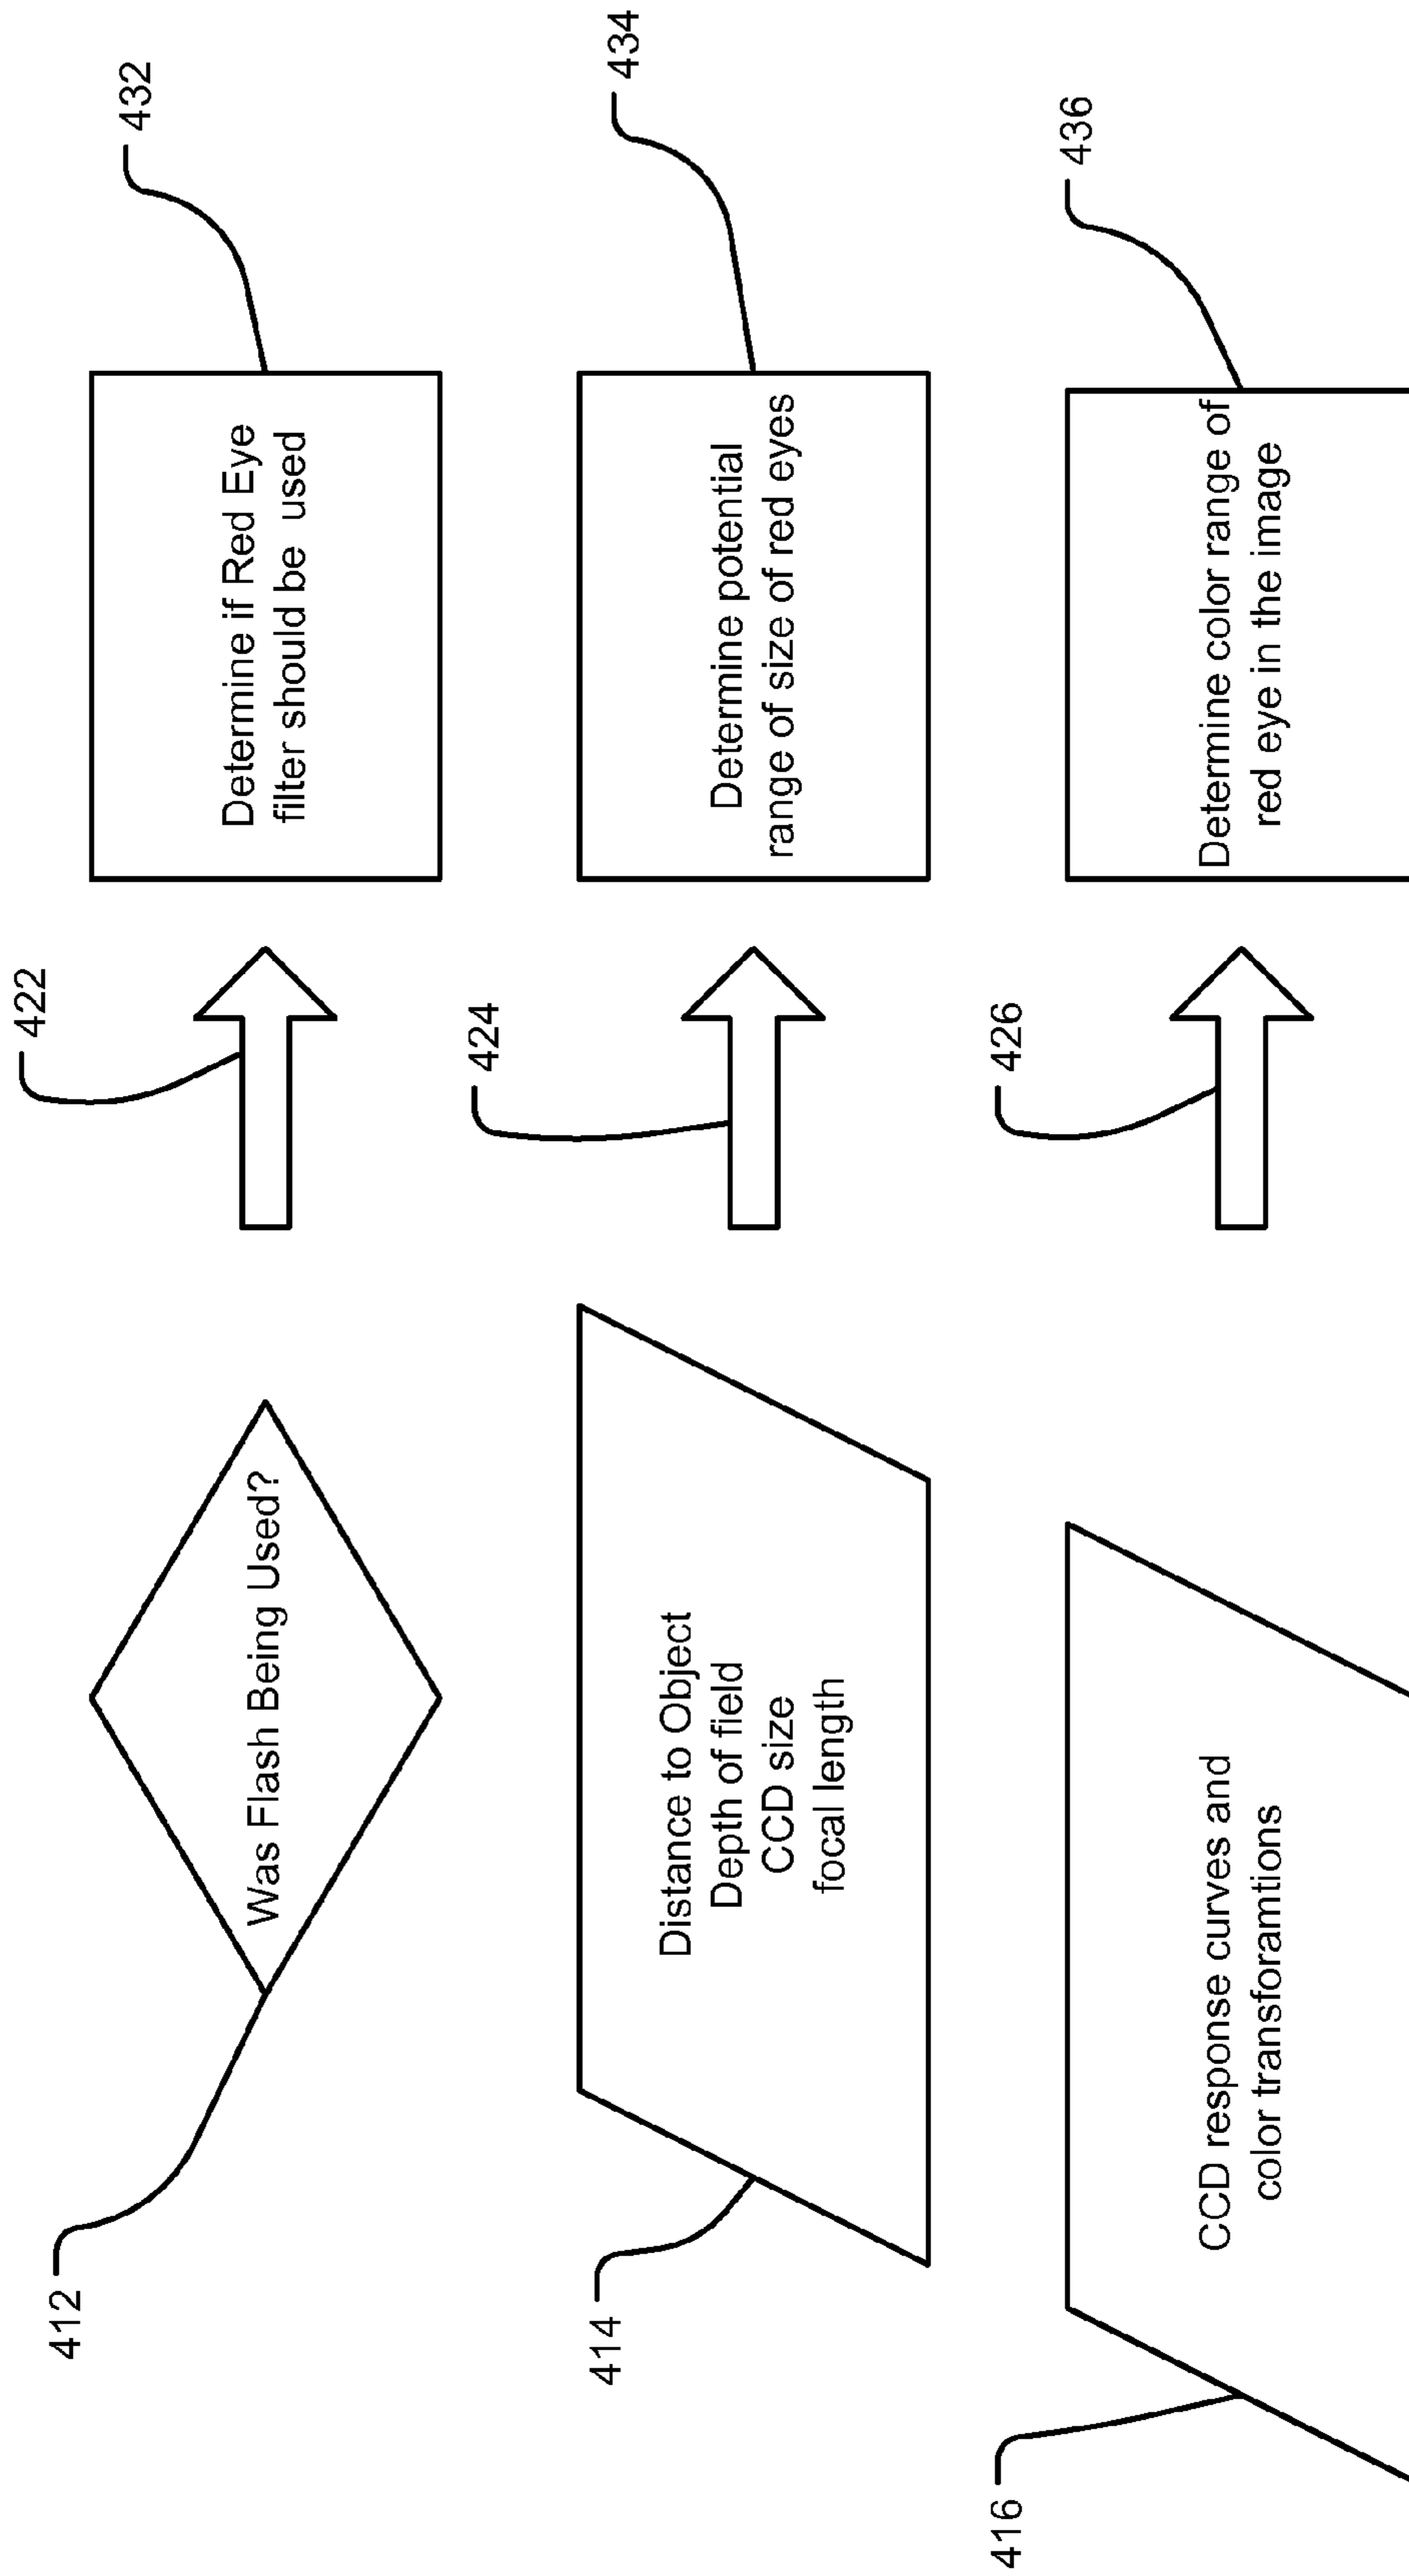 412
Was Flash Being Used?
422
Determine if Red Eye
filter should be used
432
414
Distance to Object
Depth of field
CCD size
focal length
424
Determine potential
range of size of red eyes
434
416
CCD response curves and
color transforamtions
426
Determine color range of
red eye in the image
436